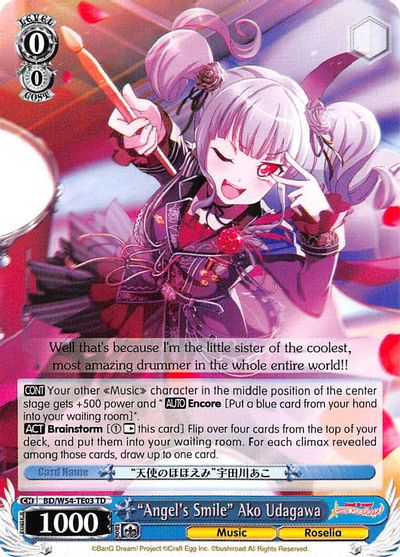 LEVEL
0
0
COST
Well that's because I'm the little sister of the coolest,
most amazing drummer in the whole entire world!!
CONT Your other «Music» character in the middle position of the center
stage gets +500 power and "AUTO Encore [Put a blue card from your hand
into your waiting room]".
ACT Brainstorm [① this card] Flip over four cards from the top of your
deck, and put them into your waiting room. For each climax revealed
among those cards, draw up to one card.
Card Name
"天使のほほえみ"宇田川あこ
CH BD/W54-TE03 TD
1000
"Angel's Smile" Ako Udagawa
Music
Roselia
©BanG Dream! Project ©Craft Egg Inc. ©bushiroad All Rights Reserved.